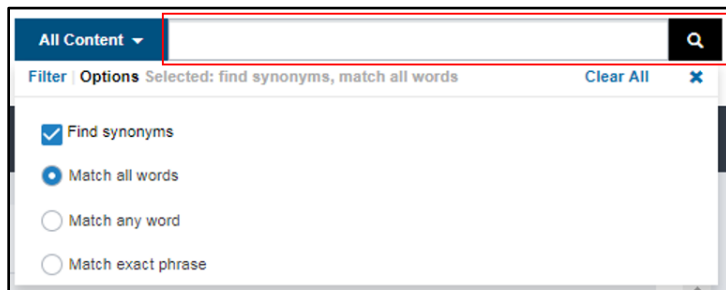 All Content
Filter | Options Selected: find synonyms, match all words Clear All
Find synonyms
Match all words
Match any word
Match exact phrase